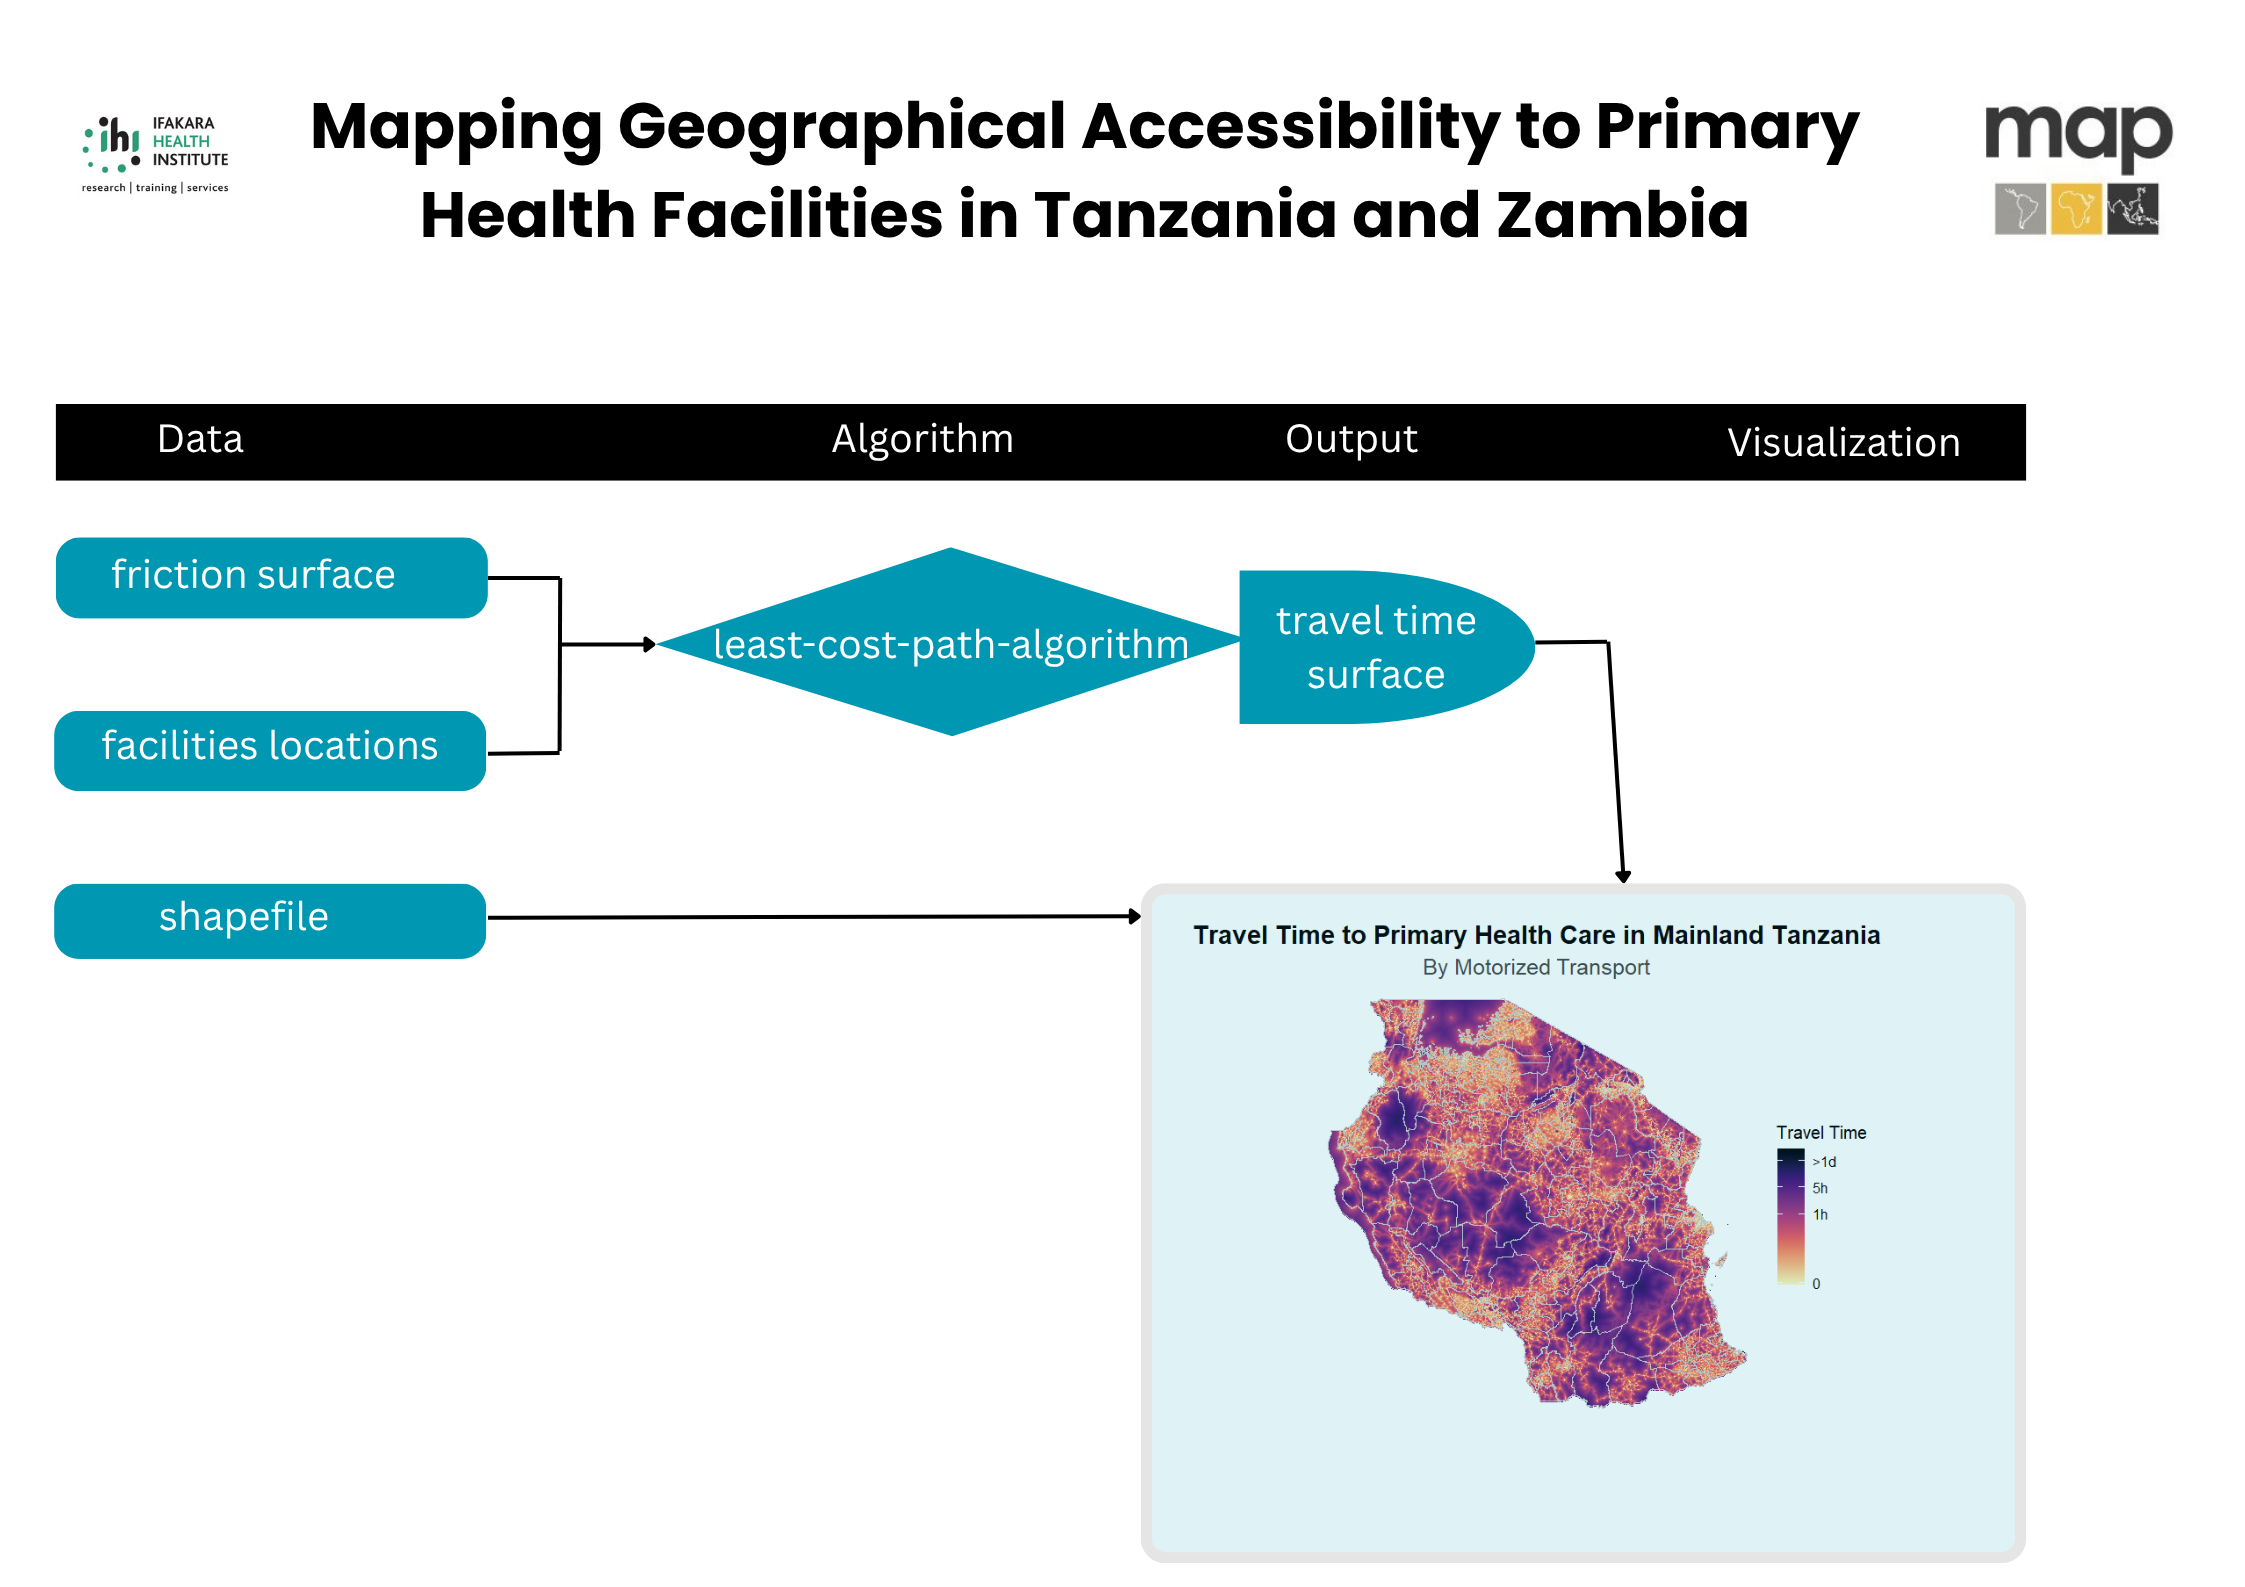 Mapping Geographical Accessibility to Primary
Health Facilities in Tanzania and Zambia
ihi
IFAKARA
HEALTH
INSTITUTE
research | training | services
map
Data
Algorithm
Output
Visualization
friction surface
facilities locations
shapefile
least-cost-path-algorithm
travel time
surface
Travel Time to Primary Health Care in Mainland Tanzania
By Motorized Transport
Travel Time
>1d
5h
1h
0